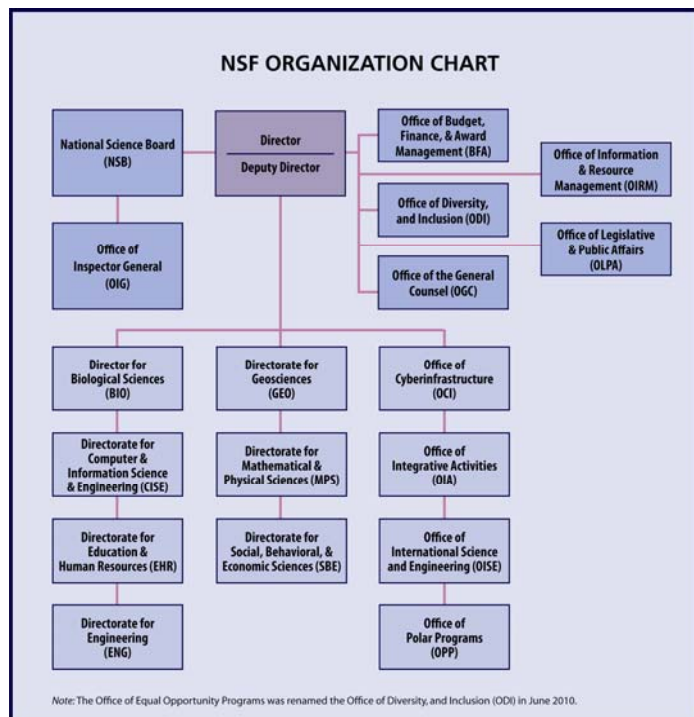 NSF ORGANIZATION CHART
National Science Board
(NSB)
Director
Deputy Director
Office of Budget,
Finance, & Award
Management (BFA)
Office of Information
& Resource
Management (OIRM)
Office of Diversity,
and Inclusion (ODI)
Office of
Inspector General
(OIG)
Office of Legislative
& Public Affairs
(OLPA)
Office of the General
Counsel (OGC)
Director for
Biological Sciences
(BIO)
Directorate for
Geosciences
(GEO)
Office of
Cyberinfrastructure
(OCI)
Directorate for
Computer &
Information Science
& Engineering (CISE)
Directorate for
Mathematical &
Physical Sciences (MPS)
Office of
Integrative Activities
(OIA)
Directorate for
Education &
Human Resources (EHR)
Directorate for
Social, Behavioral, &
Economic Sciences (SBE)
Office of
International Science
and Engineering (OISE)
Directorate for
Engineering
(ENG)
Office of
Polar Programs
(OPP)
Note: The Office of Equal Opportunity Programs was renamed the Office of Diversity, and Inclusion (ODI) in June 2010.